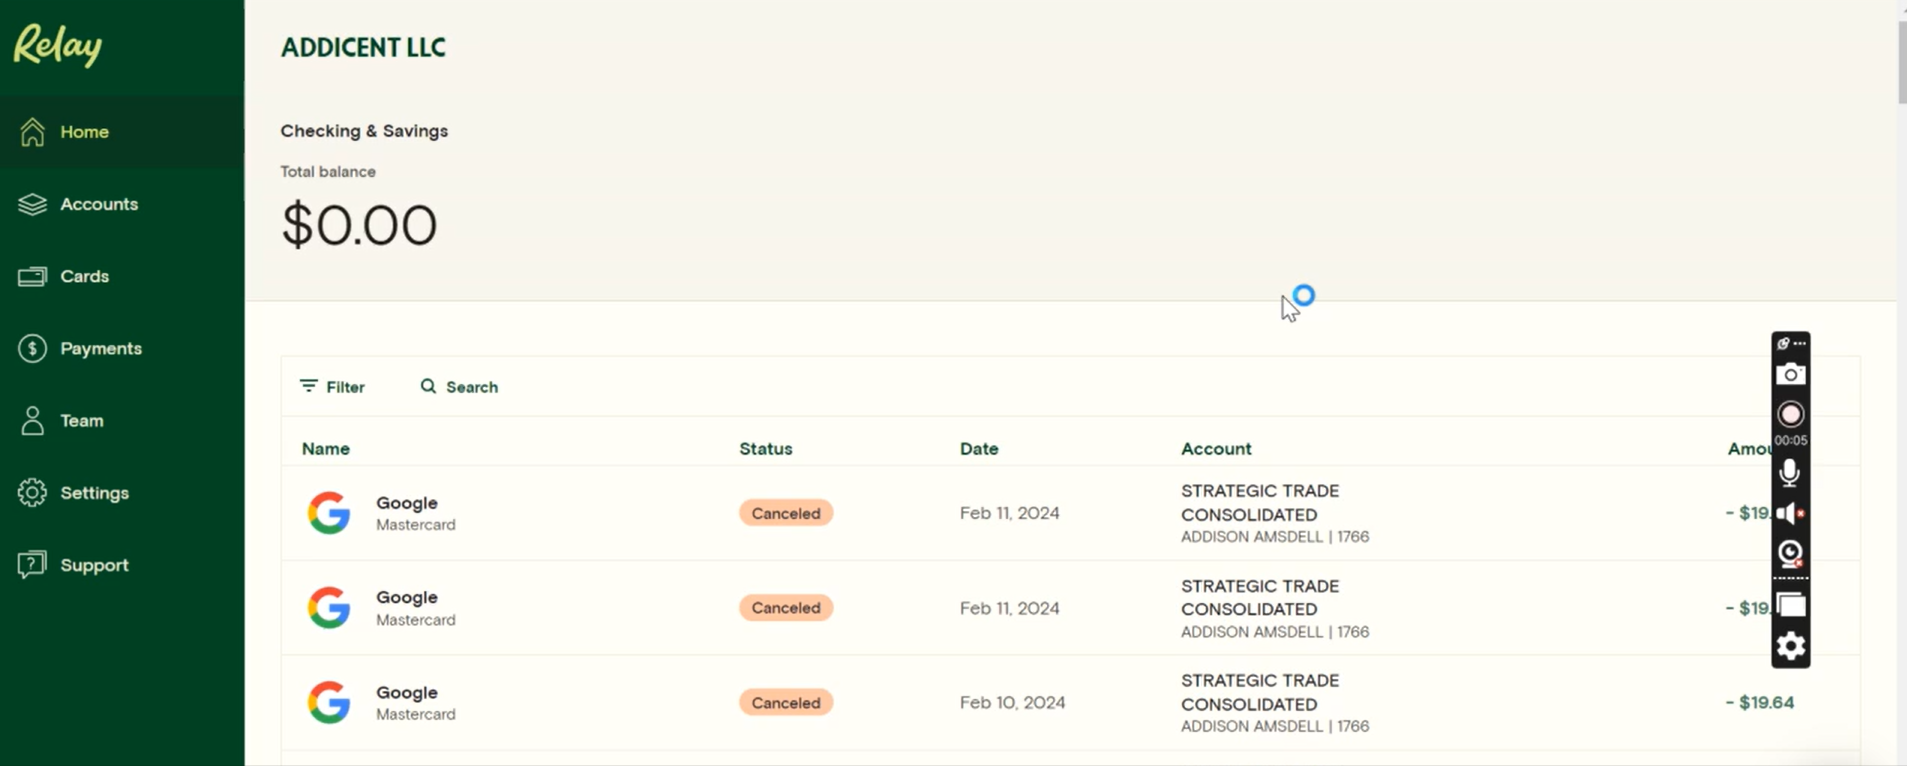 Relay
Home
Accounts
Cards
Payments
Team
Settings
Support
ADDICENT LLC
Checking & Savings
Total balance
$0.00
Filter
Search
Name
Status
Date
Account
Google
Mastercard
Canceled
Feb 11, 2024
STRATEGIC TRADE
CONSOLIDATED
ADDISON AMSDELL | 1766
- $19.
Google
Mastercard
Canceled
Feb 11, 2024
STRATEGIC TRADE
CONSOLIDATED
ADDISON AMSDELL | 1766
- $19.
Google
Mastercard
Canceled
Feb 10, 2024
STRATEGIC TRADE
CONSOLIDATED
ADDISON AMSDELL | 1766
- $19.64
00:05